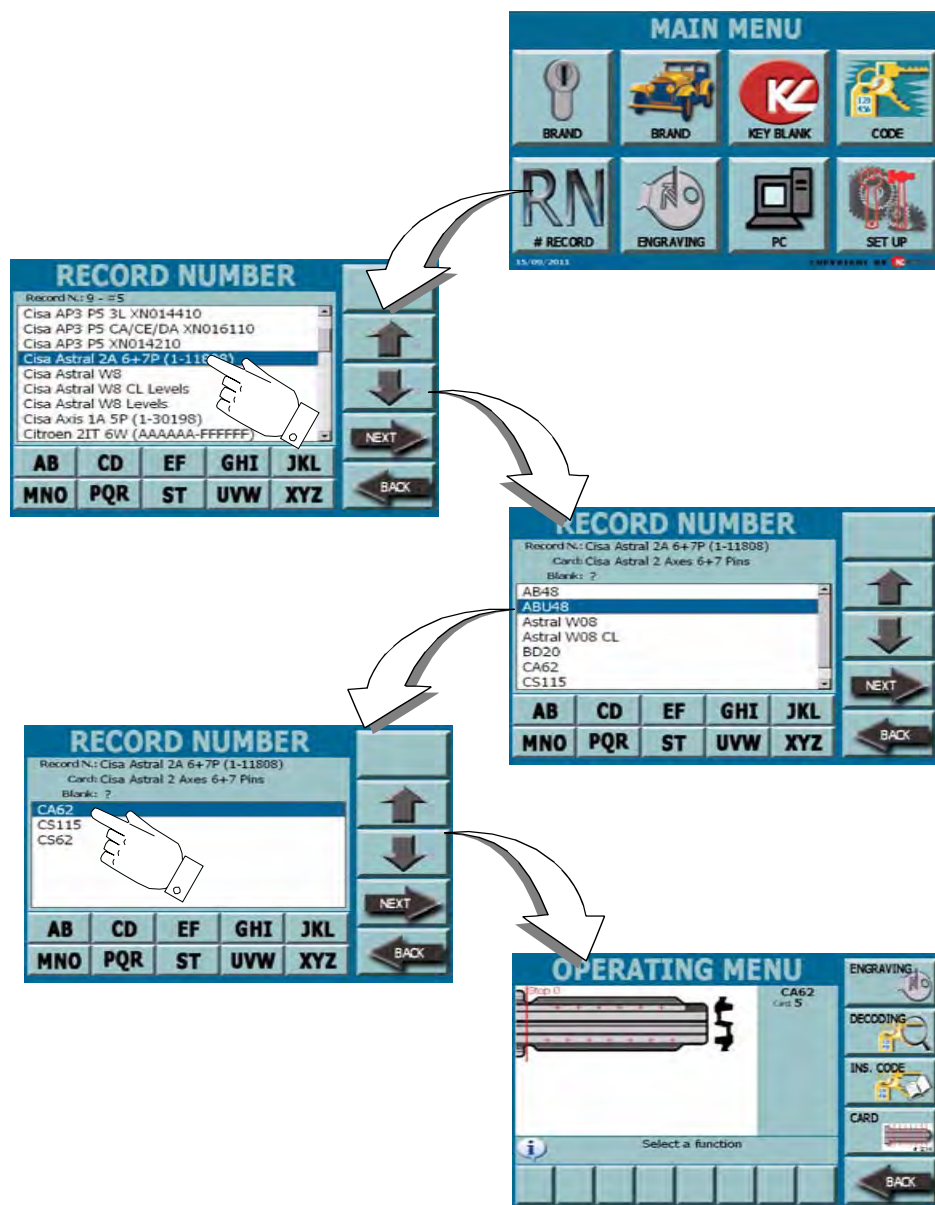 MAIN MENU
BRAND
BRAND
KEY BLANK
CODE
RN
# RECORD
ENGRAVING
PC
SET UP
15/09/2011
RECORD NUMBER
Record N.: 9 - =5
Cisa AP3 P5 3L XN014410
Cisa AP3 P5 CA/CE/DA XN016110
Cisa AP3 P5 XN014210
Cisa Astral 2A 6+7P
Cisa Astral W8
Cisa Astral W8 CL Levels
Cisa Astral W8 Levels
Cisa Axis 1A 5P (1-30198)
Citroen 2IT 6W (AAAAAA-FFFFFF)
NEXT
BACK
AB CD EF GHI JKL
MNO PQR ST UVW XYZ
RECORD NUMBER
Record N.: Cisa Astral 2A 6+7P (1-11808)
Card: Cisa Astral 2 Axes 6+7 Pins
Blank: ?
AB48
ABU48
Astral W08
Astral W08 CL
BD20
CA62
CS115
NEXT
BACK
AB CD EF GHI JKL
MNO PQR ST UVW XYZ
RECORD NUMBER
Record N.: Cisa Astral 2A 6+7P (1-11808)
Card: Cisa Astral 2 Axes 6+7 Pins
Blank: ?
CA62
CS115
CS62
NEXT
BACK
AB CD EF GHI JKL
MNO PQR ST UVW XYZ
OPERATING MENU
Stop 0
CA62
Card 5
ENGRAVING
DECODING
INS. CODE
CARD
Select a function
BACK